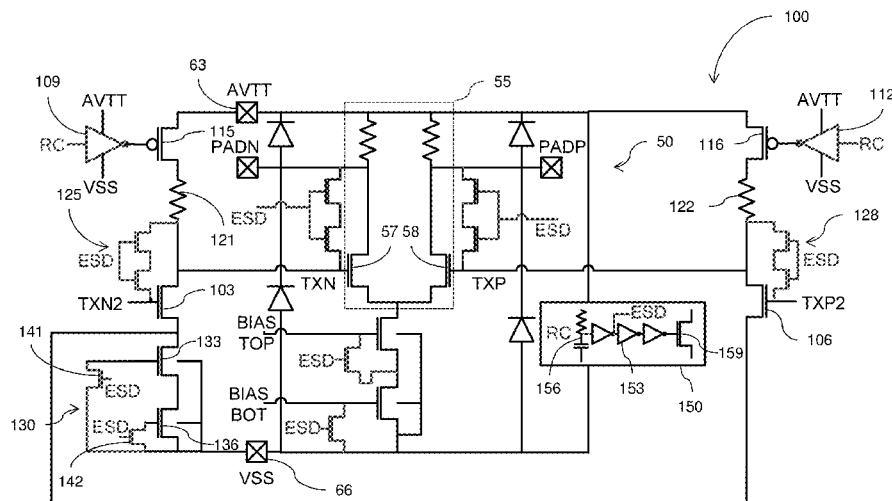 100
63
55
109
AVTT
AVTT
AVTT
112
RC
115
PADN
PADP
50
116
RC
VSS
VSS
125
121
ESD
ESD
122
128
ESD
57
58
ESD
TXN
TXP
TXN2
103
TXP2
141
133
BIAS
TOP
ESD
RC
159
106
ESD
ESD
156
153
150
130
ESD
BIAS
BOT
136
ESD
142
VSS
66